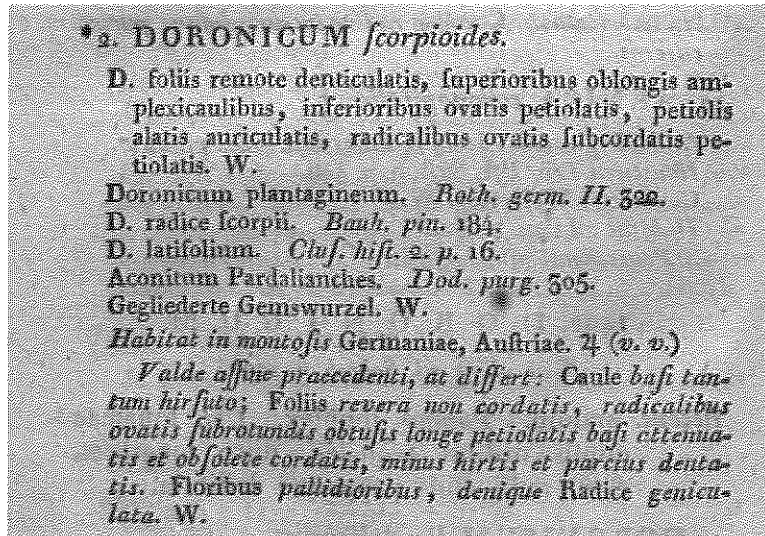 *2. DORONICUM ſcorpioides.
D. foliis remote denticulatis, ſuperioribus oblongis am-
plexicaulibus, inferioribus ovatis petiolatis, petiolis
alatis auriculatis, radicalibus ovatis ſubcordatis pe-
tiolatis. W.
Doronicum plantagineum. Roth. germ. II. 322.
D. radice ſcorpii. Bauh. pin. 184.
D. latifolium. Cluſ. hiſt. 2. p. 16.
Aconitum Pardalianches. Dod. purg. 305.
Gegliederte Gemswurzel. W.
Habitat in montoſis Germaniae, Auſtriae. ♃ (v. v.)
Valde affine praecedenti, at differt: Caule baſi tan-
tum hirſuto; Foliis revera non cordatis, radicalibus
ovatis ſubrotundis obtuſis longe petiolatis baſi attenua-
tis et obſolete cordatis, minus hirtis et parcius denta-
tis. Floribus pallidioribus, denique Radice genicu-
lata. W.